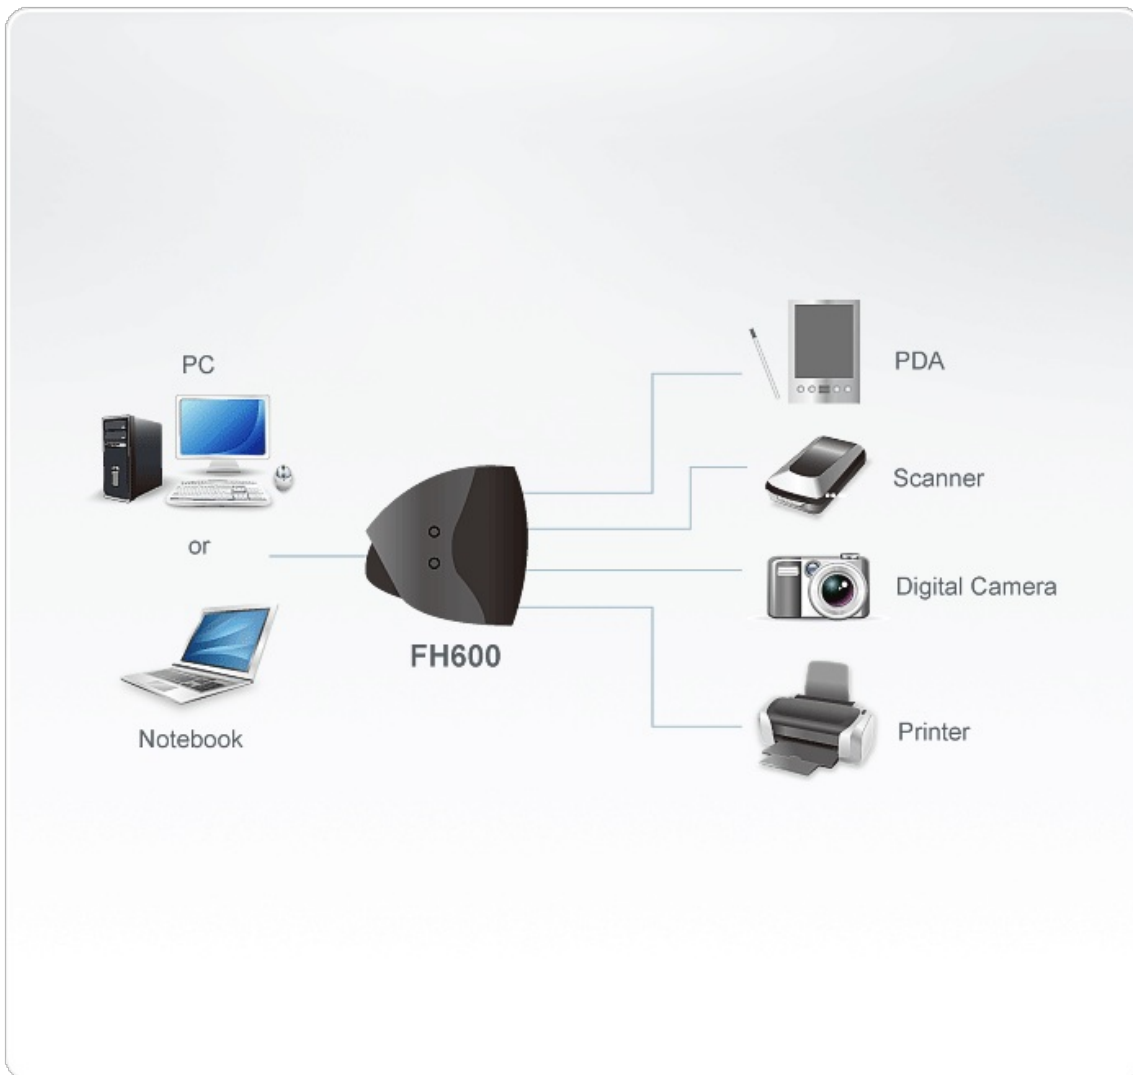 PC
or
Notebook
FH600
PDA
Scanner
Digital Camera
Printer